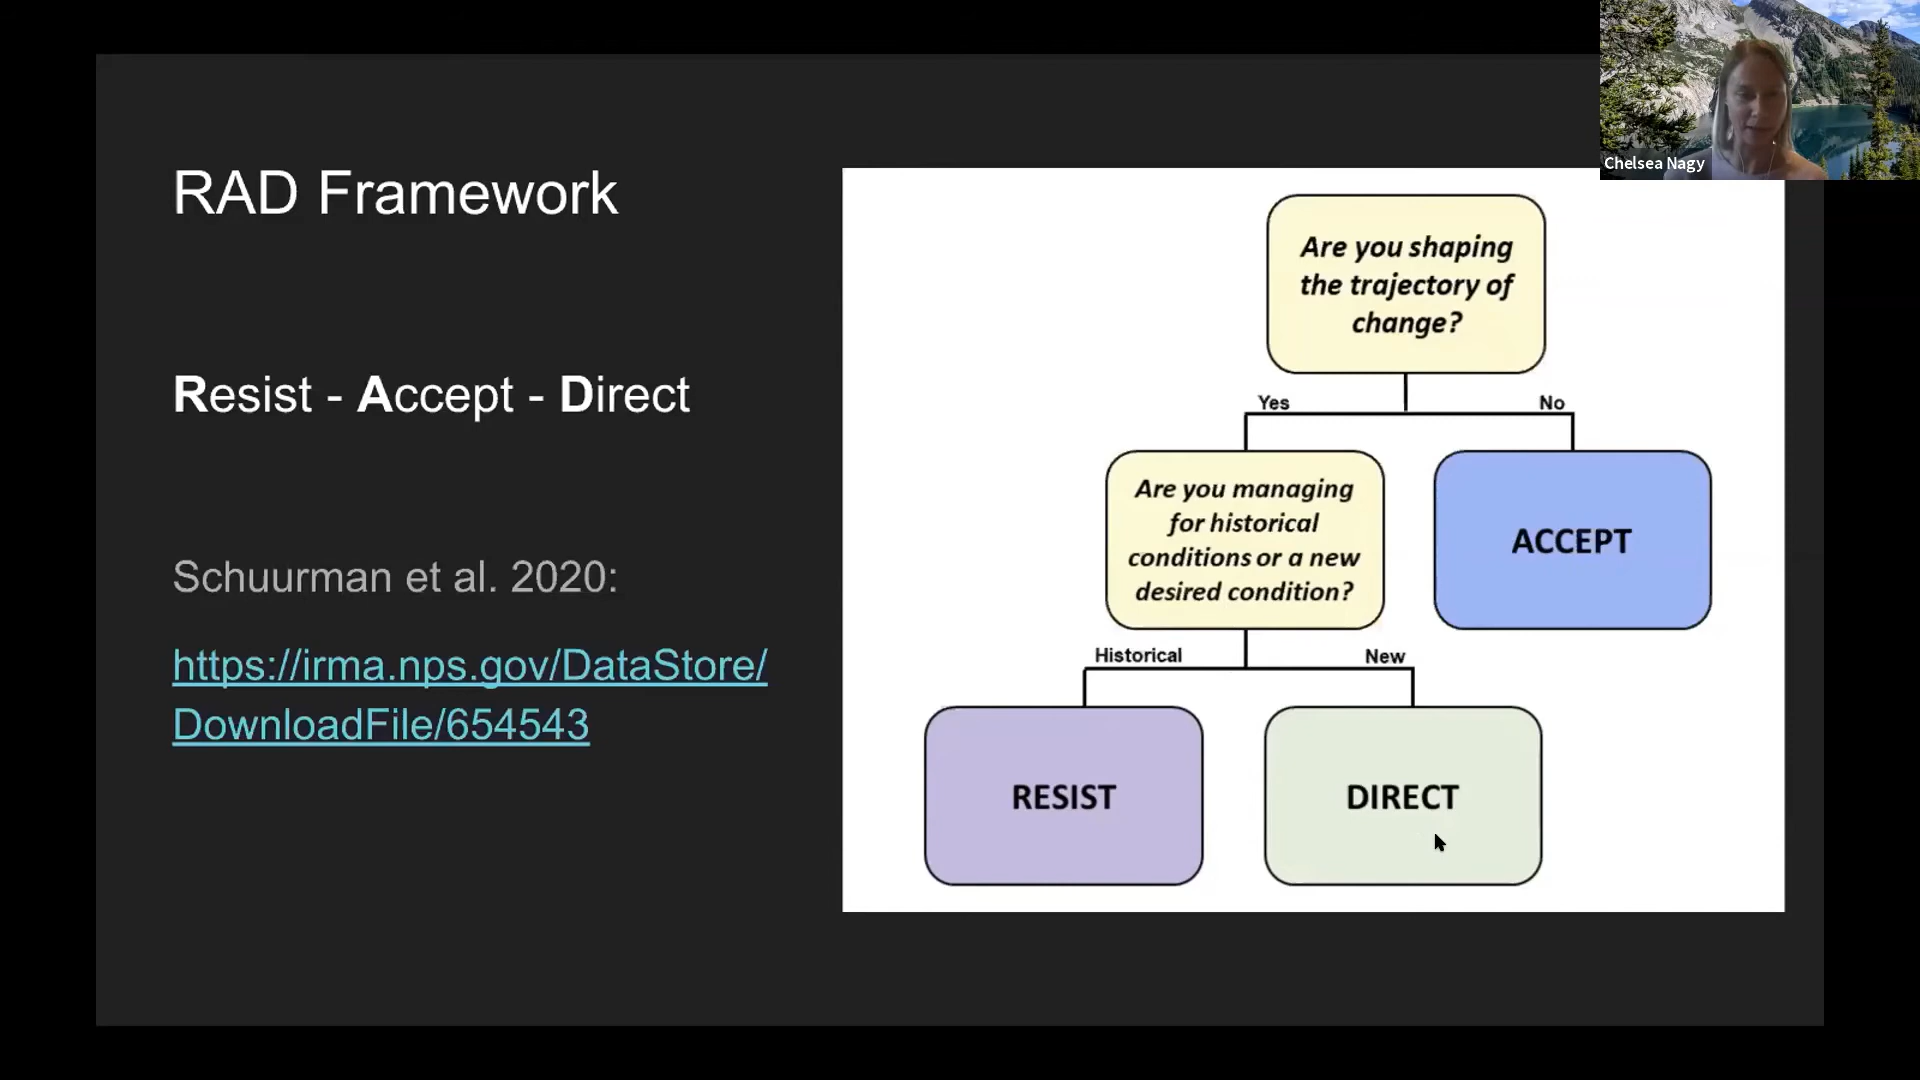 Chelsea Nagy
RAD Framework
Resist - Accept - Direct
Schuurman et al. 2020:
https://irma.nps.gov/DataStore/
DownloadFile/654543
Are you shaping
the trajectory of
change?
Yes
No
Are you managing
for historical
conditions or a new
desired condition?
ACCEPT
Historical
New
RESIST
DIRECT